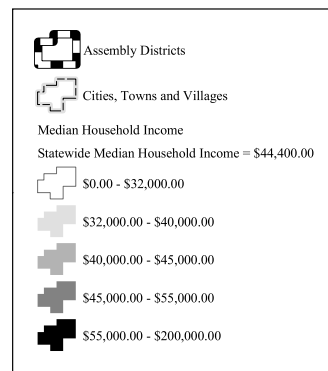 Assembly Districts
Cities, Towns and Villages
Median Household Income
Statewide Median Household Income = $44,400.00
$0.00 - $32,000.00
$32,000.00 - $40,000.00
$40,000.00 - $45,000.00
$45,000.00 - $55,000.00
$55,000.00 - $200,000.00